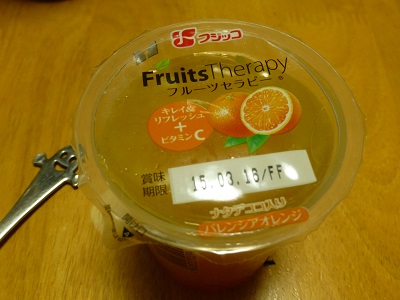 フジッコ
FruitsTherapy
フルーツセラピー®
キレイ&
リフレッシュ
+
ビタミンC
賞味
期限
15.03.18/FF
ナタデココ入り
バレンシアオレンジ